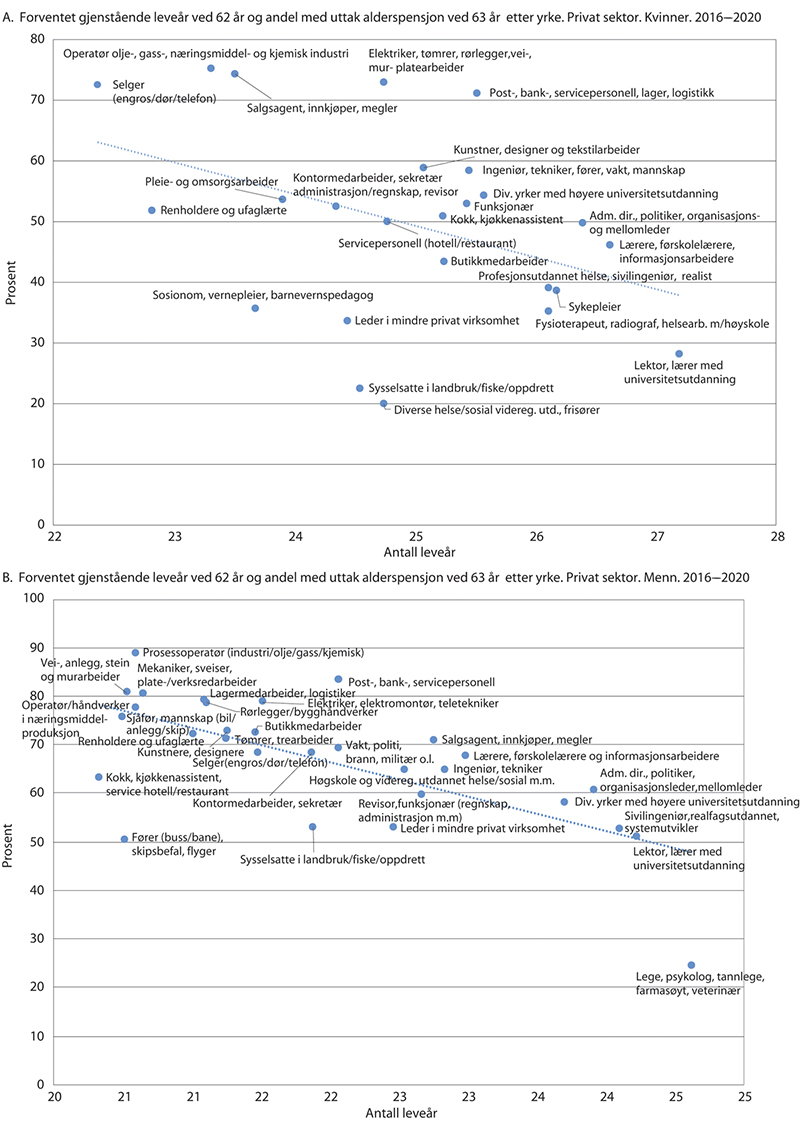 A. Forventet gjenstående leveår ved 62 år og andel med uttak alderspensjon ved 63 år etter yrke. Privat sektor. Kvinner. 2016–2020
80
70
60
50
40
30
20
10
0
Prosent
22
23
24
25
26
27
28
Antall leveår
Operatør olje-, gass-, næringsmiddel- og kjemisk industri
Elektriker, tømrer, rørlegger,vei-,
mur- platearbeider
Selger
(engros/dør/telefon)
Salgsagent, innkjøper, megler
Post-, bank-, servicepersonell, lager, logistikk
Kunstner, designer og tekstilarbeider
Pleie- og omsorgsarbeider
Kontormedarbeider, sekretær
administrasjon/regnskap, revisor
Ingeniør, tekniker, fører, vakt, mannskap
Div. yrker med høyere universitetsutdanning
Funksjonær
Renholdere og ufaglærte
Kokk, kjøkkenassistent
Adm. dir., politiker, organisasjons-
og mellomleder
Servicepersonell (hotell/restaurant)
Lærere, førskolelærere,
informasjonsarbeidere
Butikkmedarbeider
Profesjonsutdannet helse, sivilingeniør, realist
Sosionom, vernepleier, barnevernspedagog
Sykepleier
Leder i mindre privat virksomhet
Fysioterapeut, radiograf, helsearb. m/høyskole
Lektor, lærer med
universitetsutdanning
Sysselsatte i landbruk/fiske/oppdrett
Diverse helse/sosial videreg. utd., frisører
B. Forventet gjenstående leveår ved 62 år og andel med uttak alderspensjon ved 63 år etter yrke. Privat sektor. Menn. 2016–2020
100
90
80
70
60
50
40
30
20
10
0
Prosent
20
21
21
22
22
23
23
24
24
25
25
Antall leveår
Prosessoperatør (industri/olje/gass/kjemisk)
Vei-, anlegg, stein
og murarbeider
Mekaniker, sveiser,
plate-/verksredarbeider
Post-, bank-, servicepersonell
Lagermedarbeider, logistiker
Operatør/håndverker
i næringsmiddel-
produksjon
Elektriker, elektromontør, teletekniker
Rørlegger/bygghåndverker
Sjåfør, mannskap (bil/
anlegg/skip)
Butikkmedarbeider
Renholdere og ufaglærte
Tømrer, trearbeider
Kunstnere, designere
Selger(engros/dør/telefon)
Vakt, politi,
brann, militær o.l.
Salgsagent, innkjøper, megler
Lærere, førskolelærere og informasjonsarbeidere
Ingeniør, tekniker
Høgskole og videreg. utdannet helse/sosial m.m.
Kokk, kjøkkenassistent,
service hotell/restaurant
Adm. dir., politiker,
organisasjonsleder,mellomleder
Kontormedarbeider, sekretær
Revisor,funksjonær (regnskap,
administrasjon m.m)
Div. yrker med høyere universitetsutdanning
Sivilingeniør,realfagsutdannet,
systemutvikler
Leder i mindre privat virksomhet
Fører (buss/bane),
skipsbefal, flyger
Sysselsatte i landbruk/fiske/oppdrett
Lektor, lærer med
universitetsutdanning
Lege, psykolog, tannlege,
farmasøyt, veterinær